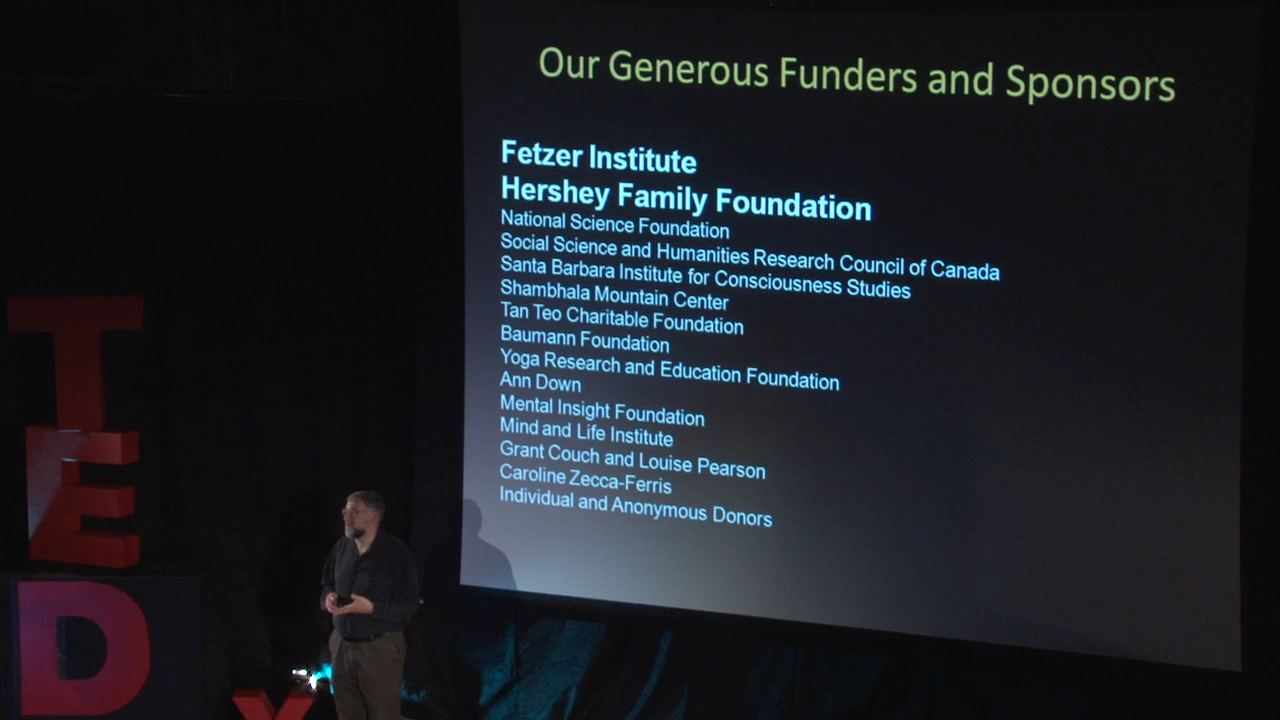 Our Generous Funders and Sponsors
Fetzer Institute
Hershey Family Foundation
National Science Foundation
Social Science and Humanities Research Council of Canada
Santa Barbara Institute for Consciousness Studies
Shambhala Mountain Center
Tan Teo Charitable Foundation
Baumann Foundation
Yoga Research and Education Foundation
Ann Down
Mental Insight Foundation
Mind and Life Institute
Grant Couch and Louise Pearson
Caroline Zecca-Ferris
Individual and Anonymous Donors
T
E
D
x